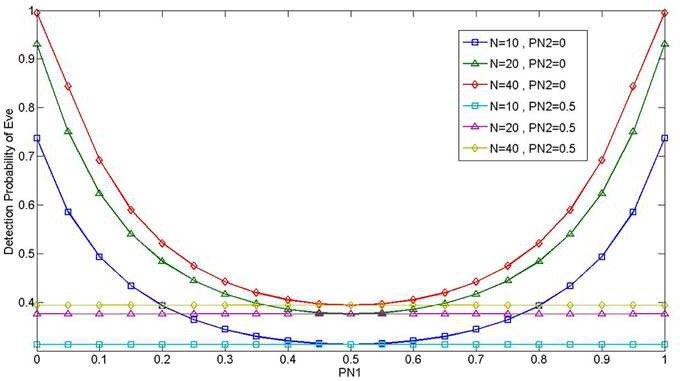 Detection Probability of Eve
1
0.9
0.8
0.7
0.6
0.5
0.4
N=10 , PN2=0
N=20 , PN2=0
N=40 , PN2=0
N=10 , PN2=0.5
N=20 , PN2=0.5
N=40 , PN2=0.5
0 0.1 0.2 0.3 0.4 0.5 0.6 0.7 0.8 0.9 1
PN1